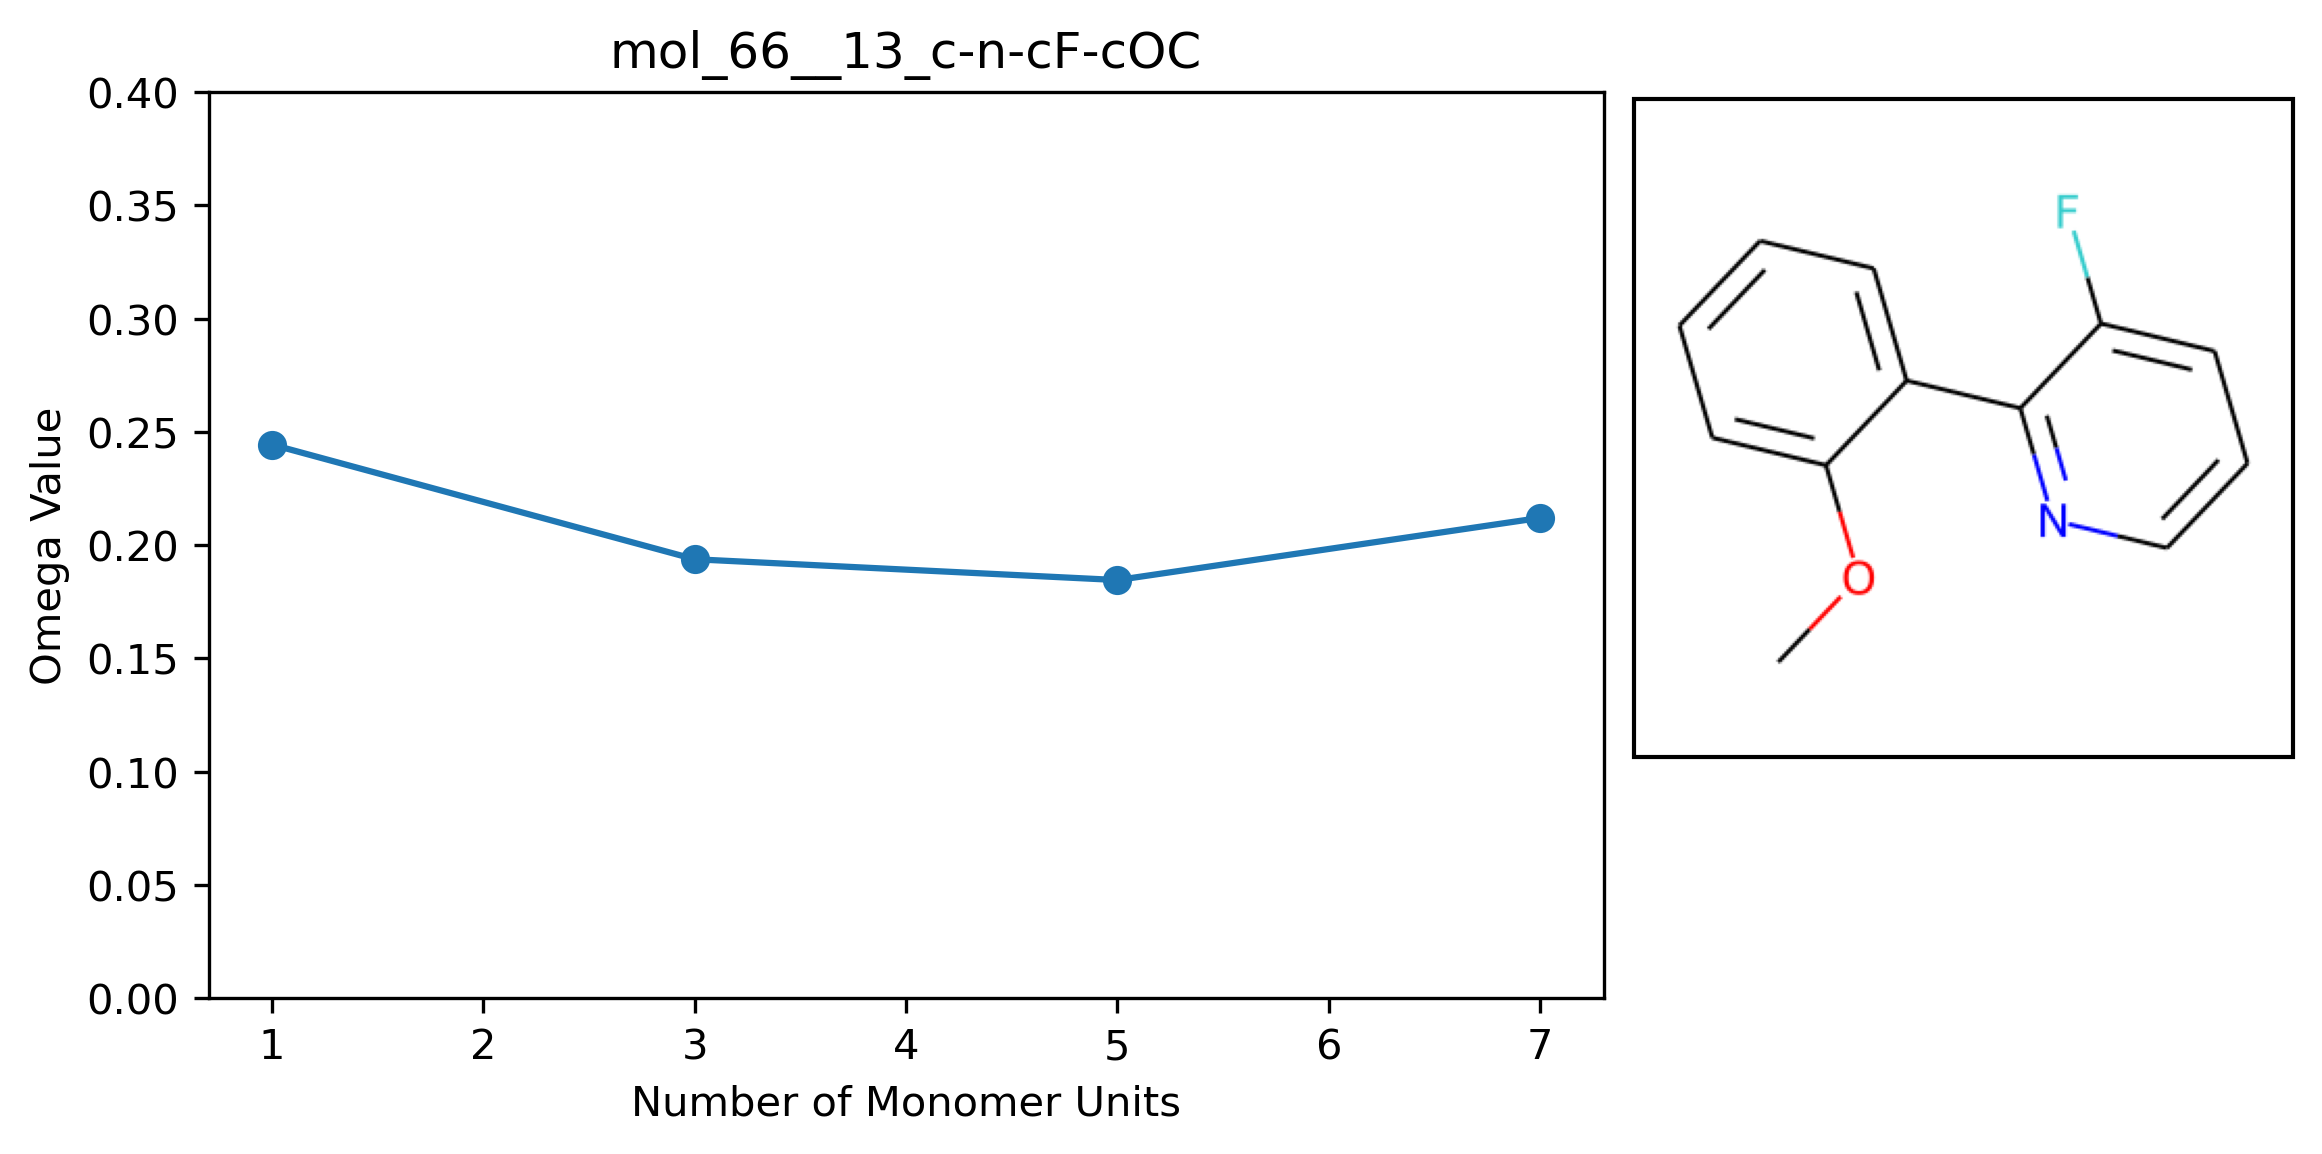 mol_66__13_c-n-cF-cOC
0.40
0.35
0.30
0.25
0.20
0.15
0.10
0.05
0.00
Omega Value
1 2 3 4 5 6 7
Number of Monomer Units
F
N
O